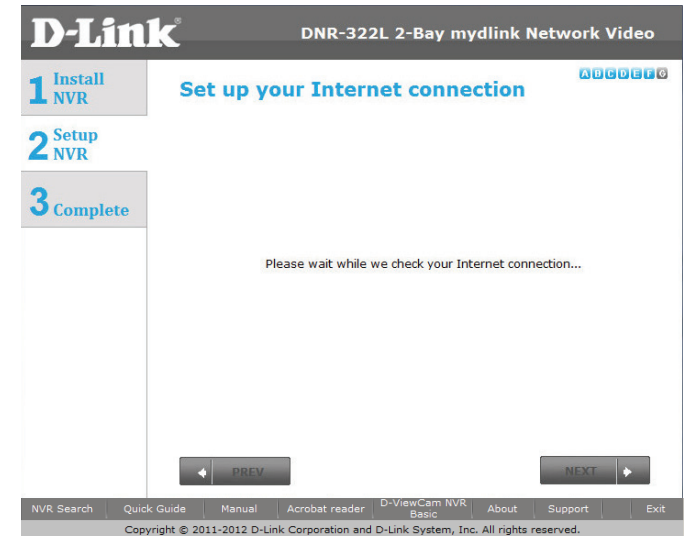 D-Link®
DNR-322L 2-Bay mydlink Network Video
1 Install NVR
2 Setup NVR
3 Complete
Set up your Internet connection
A B C D E F G
Please wait while we check your Internet connection...
PREV
NEXT
NVR Search Quick Guide Manual Acrobat reader D-ViewCam NVR Basic About Support Exit
Copyright © 2011-2012 D-Link Corporation and D-Link System, Inc. All rights reserved.